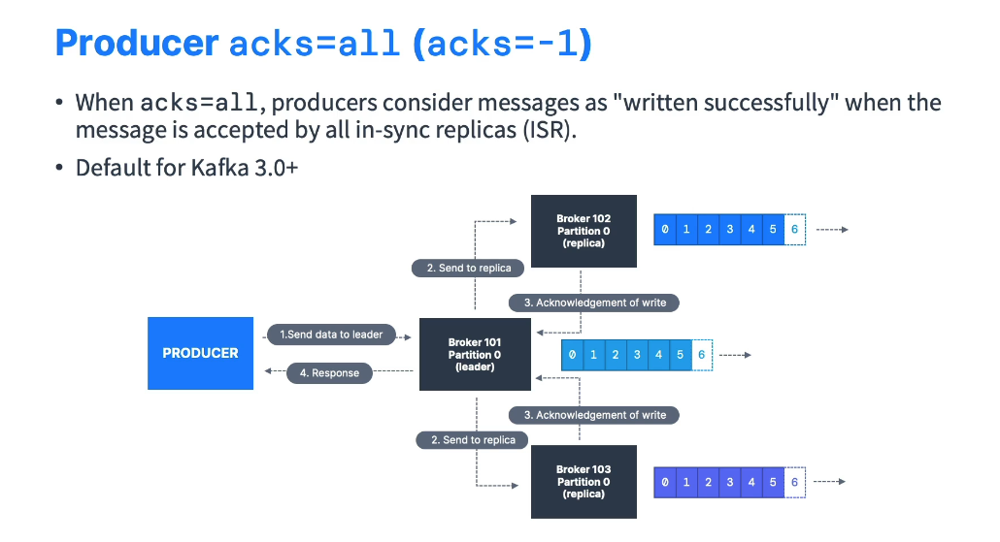 Producer acks=all (acks=-1)
• When acks=all, producers consider messages as "written successfully" when the
message is accepted by all in-sync replicas (ISR).
• Default for Kafka 3.0+
Broker 102
Partition 0
(replica)
0 1 2 3 4 5 6
2. Send to replica
3. Acknowledgement of write
PRODUCER
1.Send data to leader
4. Response
Broker 101
Partition 0
(leader)
0 1 2 3 4 5 6
3. Acknowledgement of write
2. Send to replica
Broker 103
Partition 0
(replica)
0 1 2 3 4 5 6